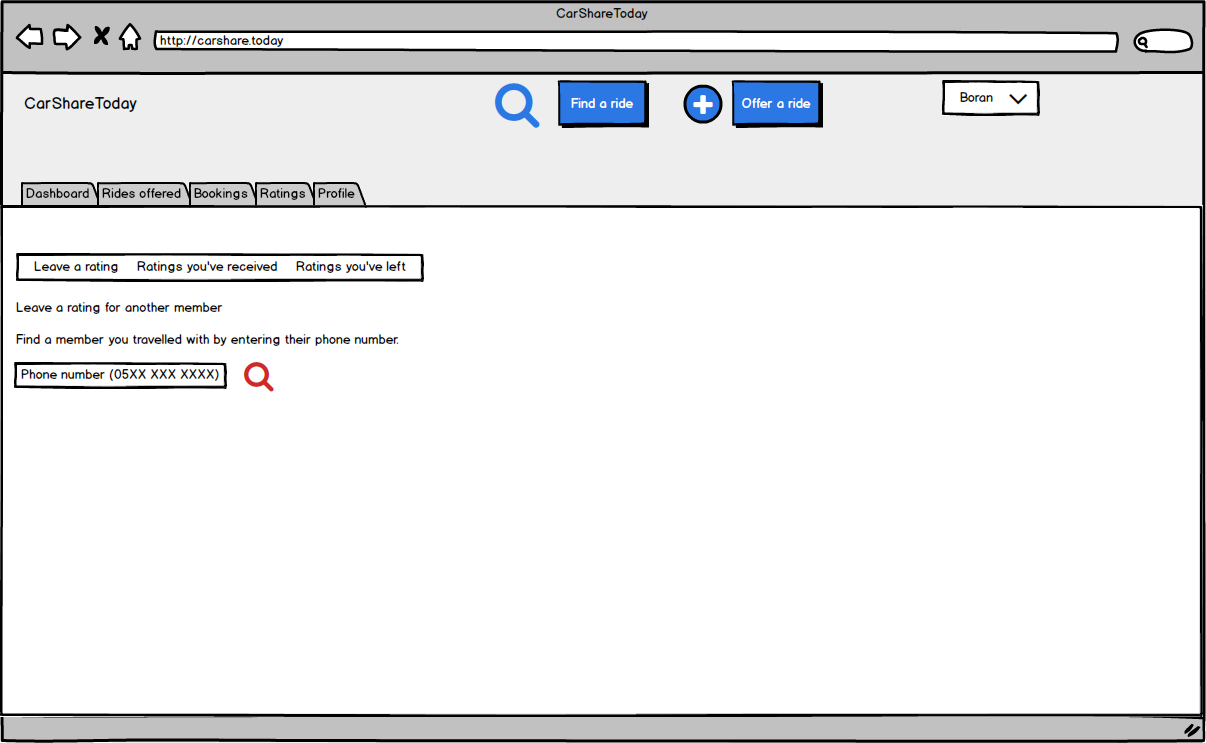 CarShareToday
http://carshare.today
CarShareToday
Find a ride
Offer a ride
Boran
Dashboard Rides offered Bookings Ratings Profile
Leave a rating Ratings you've received Ratings you've left
Leave a rating for another member
Find a member you travelled with by entering their phone number.
Phone number (05XX XXX XXXX)